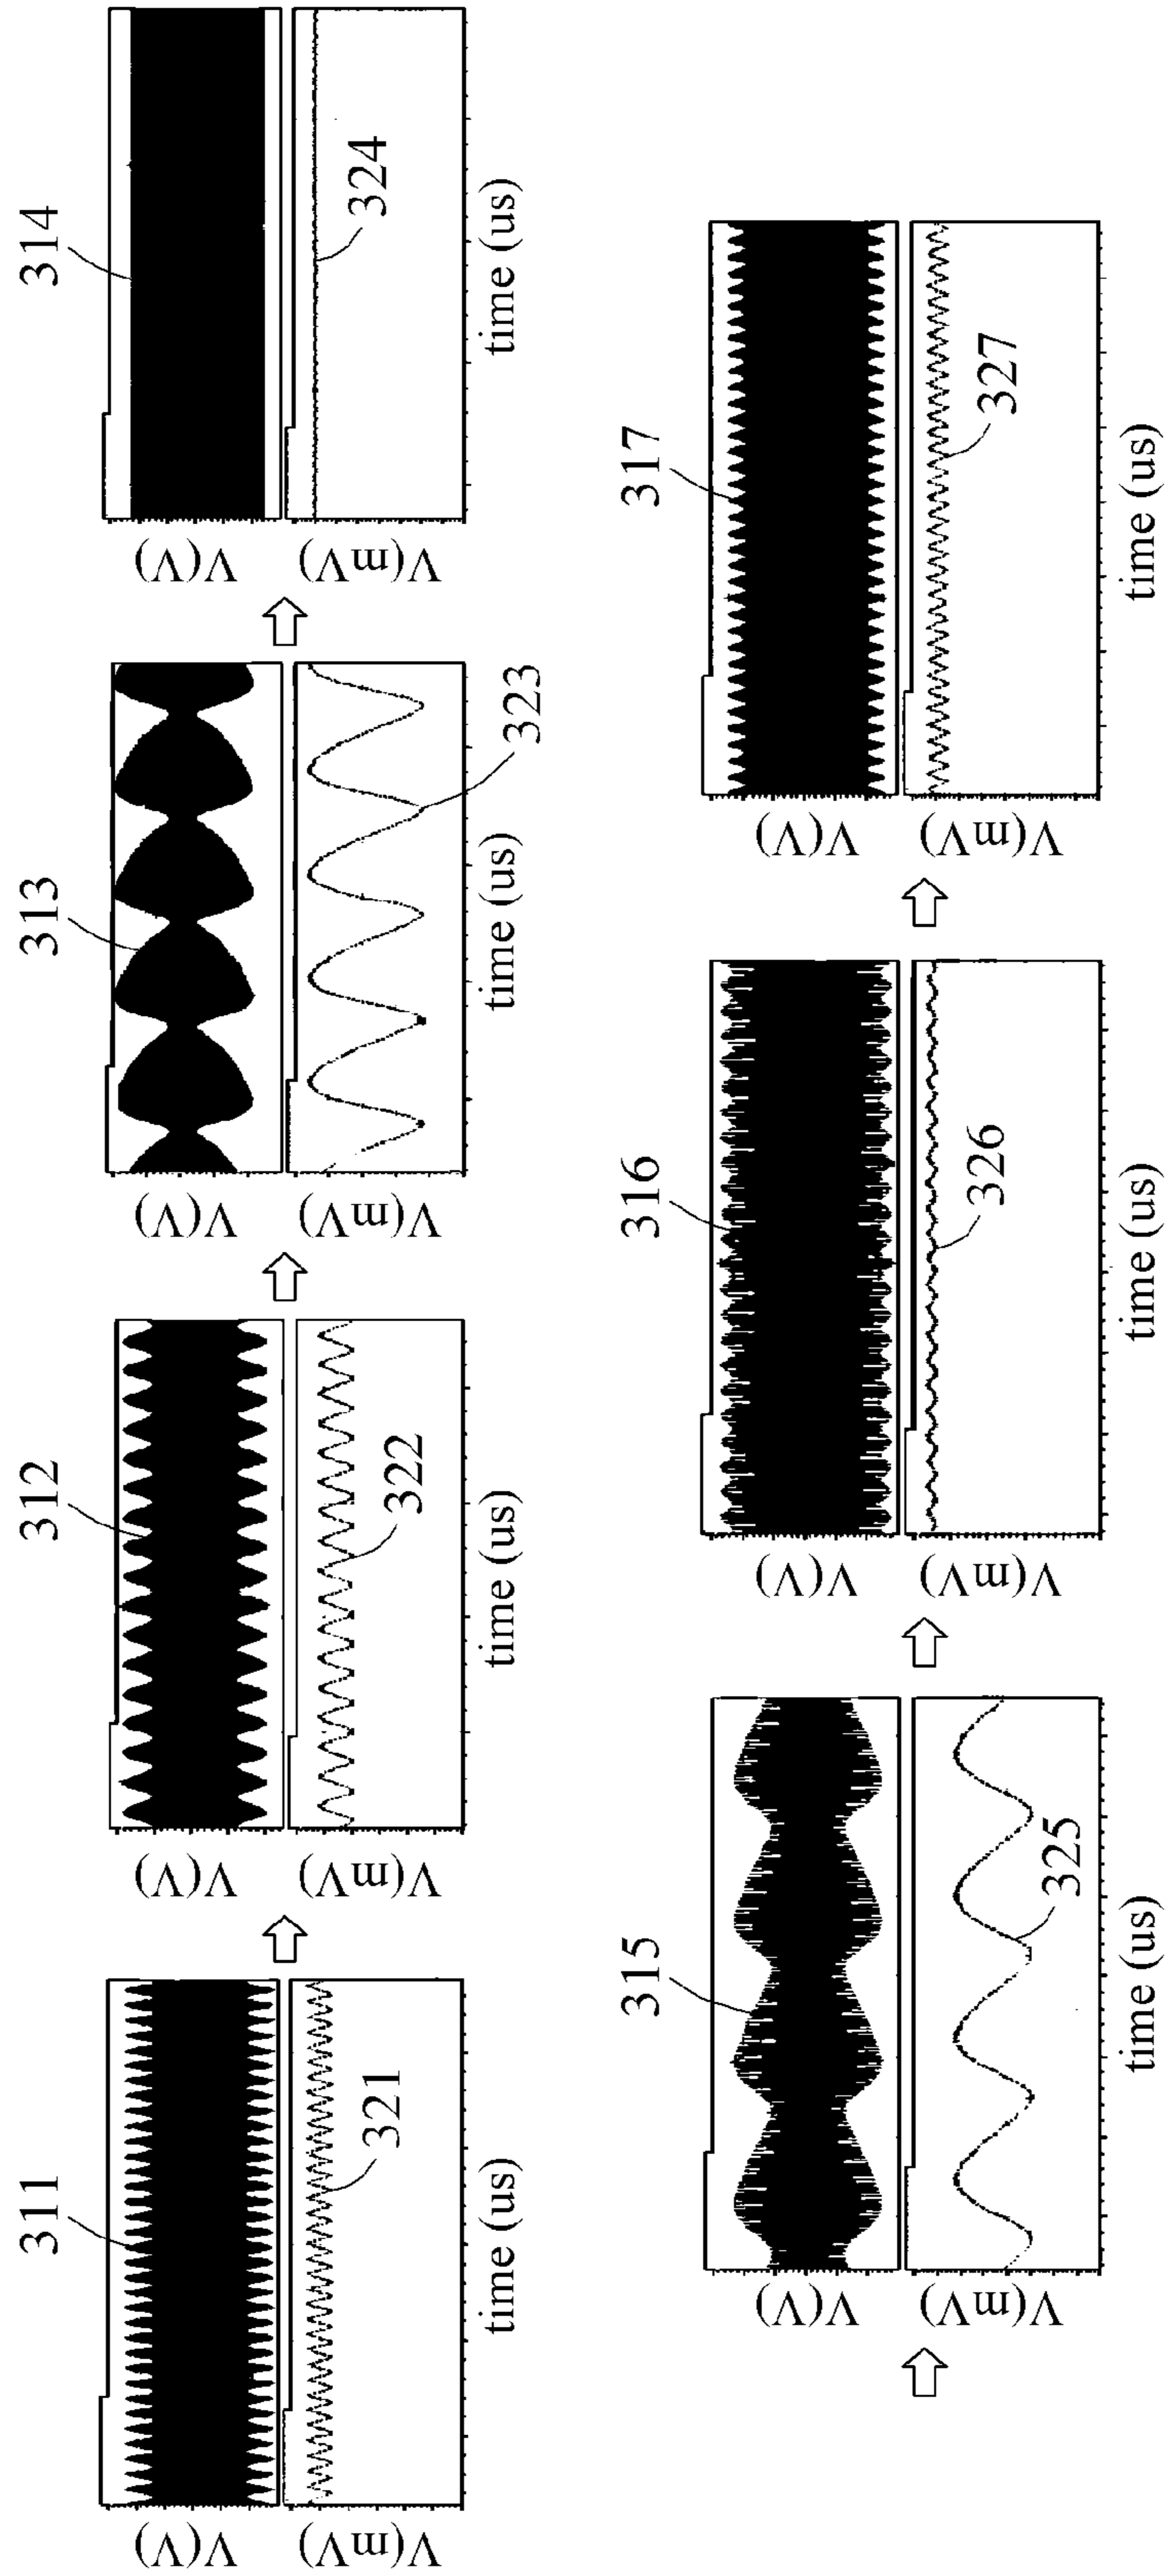 311
V(V)
V(mV)
321
time (us)
312
V(V)
V(mV)
322
time (us)
313
V(V)
V(mV)
323
time (us)
314
V(V)
V(mV)
324
time (us)
315
V(V)
V(mV)
325
time (us)
316
V(V)
V(mV)
326
time (us)
317
V(V)
V(mV)
327
time (us)